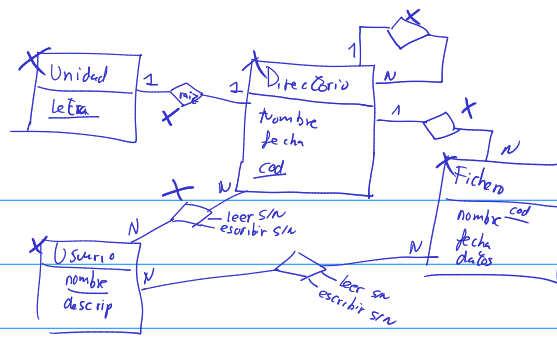 Unidad
letra
1
raiz
1
Directorio
nombre
fecha
cod
1
N
1
N
Fichero
nombre cod
fecha
datos
N
N
leer S/N
escribir S/N
Usuario
nombre
descrip
N
N
leer S/N
escribir S/N